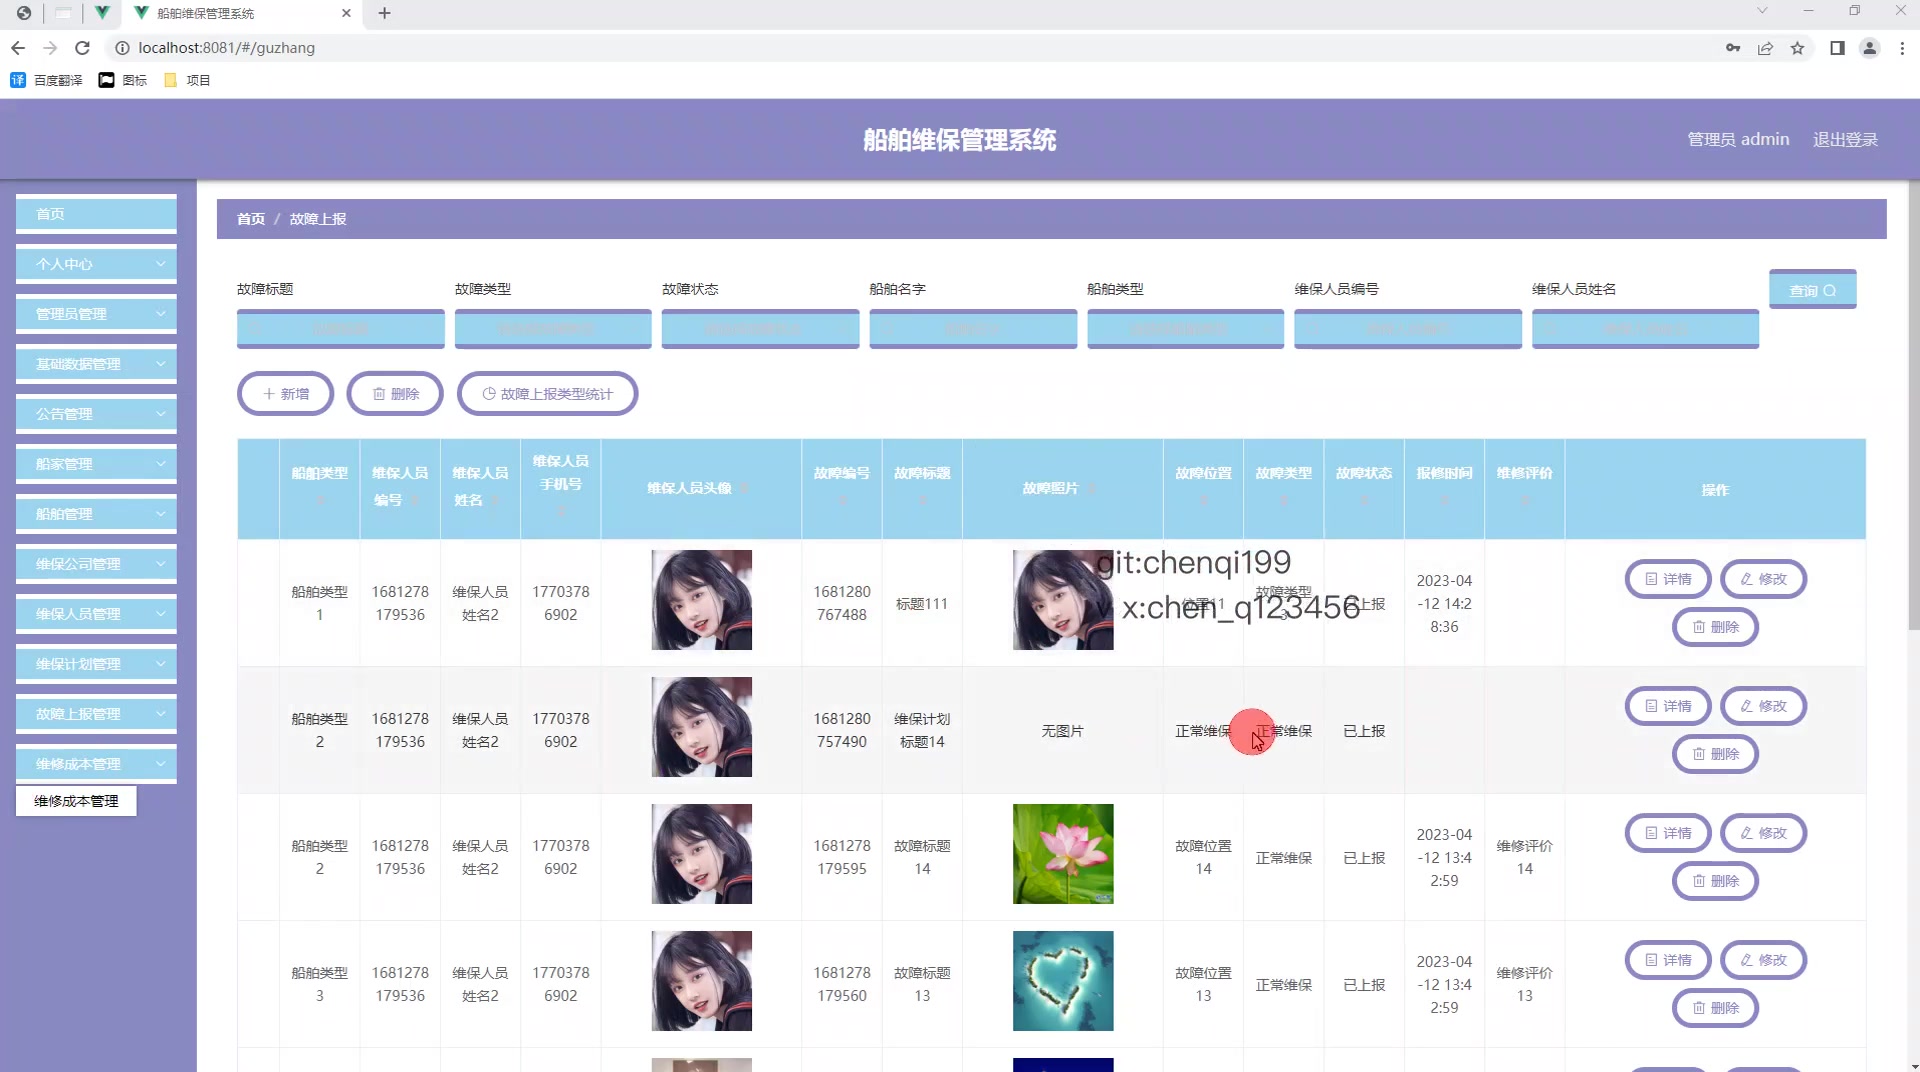 船舶维保管理系统
localhost:8081/#/guzhang
百度翻译 图标 项目
船舶维保管理系统
管理员 admin 退出登录
首页
个人中心
管理员管理
基础数据管理
公告管理
船家管理
船舶管理
维保公司管理
维保人员管理
维保计划管理
故障上报管理
维修成本管理
维修成本管理
首页 / 故障上报
故障标题 故障类型 故障状态 船舶名字 船舶类型 维保人员编号 维保人员姓名 查询
新增 删除 故障上报类型统计
船舶类型 维保人员编号 维保人员姓名 维保人员手机号 维保人员头像 故障编号 故障标题 故障照片 故障位置 故障类型 故障状态 报修时间 维修评价 操作
船舶类型1 1681278179536 维保人员姓名2 17703786902 1681280767488 标题111 位置11 故障类型3 已上报 2023-04-12 14:28:36 详情 修改 删除
git:chenqi199
v x:chen_q123456
船舶类型2 1681278179536 维保人员姓名2 17703786902 1681280757490 维保计划标题14 无图片 正常维保 正常维保 已上报 详情 修改 删除
船舶类型2 1681278179536 维保人员姓名2 17703786902 1681278179595 故障标题14 故障位置14 正常维保 已上报 2023-04-12 13:42:59 维修评价14 详情 修改 删除
船舶类型3 1681278179536 维保人员姓名2 17703786902 1681278179560 故障标题13 故障位置13 正常维保 已上报 2023-04-12 13:42:59 维修评价13 详情 修改 删除